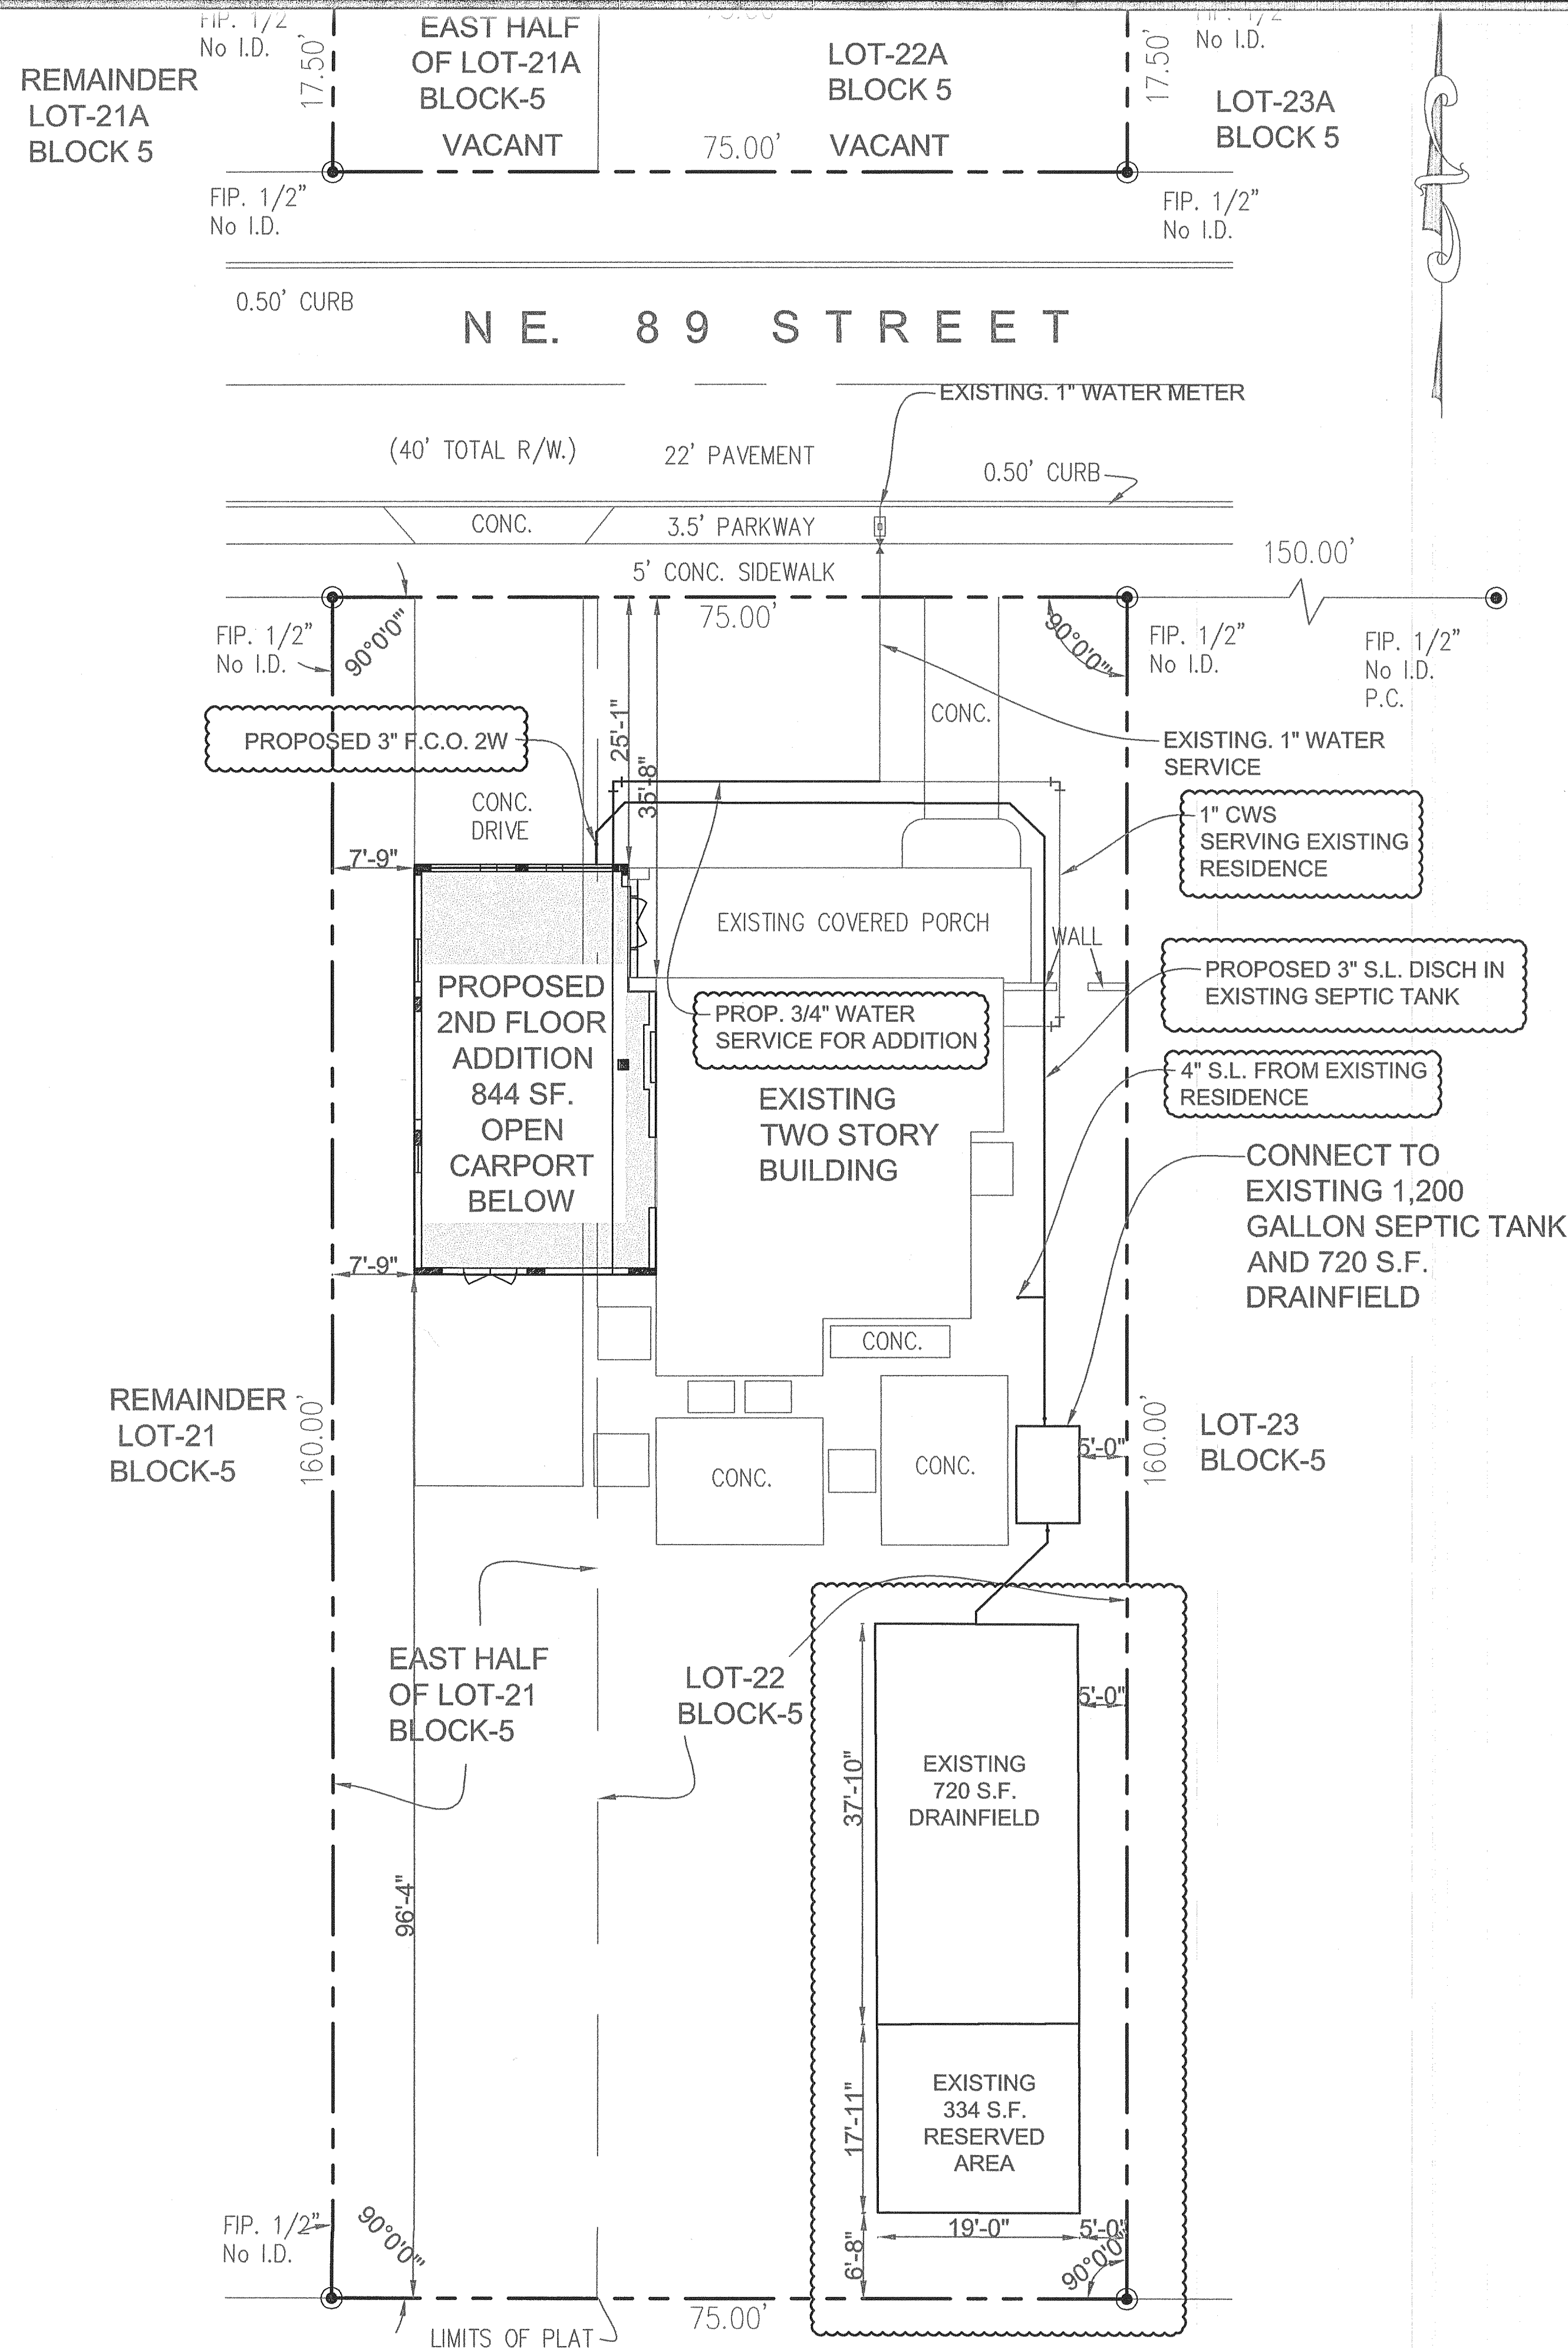 FIP. 1/2
No I.D.
17.50'
EAST HALF
OF LOT-21A
BLOCK-5
VACANT
LOT-22A
BLOCK 5
VACANT
75.00'
17.50'
FIP. 1/2
No I.D.
REMAINDER
LOT-21A
BLOCK 5
LOT-23A
BLOCK 5
FIP. 1/2"
No I.D.
FIP. 1/2"
No I.D.
0.50' CURB
NE. 89 STREET
EXISTING. 1" WATER METER
(40' TOTAL R/W.)
22' PAVEMENT
0.50' CURB
CONC.
3.5' PARKWAY
5' CONC. SIDEWALK
150.00'
75.00'
FIP. 1/2"
No I.D.
90°0'0"
90°0'0"
FIP. 1/2"
No I.D.
FIP. 1/2"
No I.D.
P.C.
PROPOSED 3" F.C.O. 2W
25'-1"
35'-8"
CONC.
EXISTING. 1" WATER
SERVICE
CONC.
DRIVE
1" CWS
SERVING EXISTING
RESIDENCE
7'-9"
EXISTING COVERED PORCH
WALL
PROPOSED 3" S.L. DISCH IN
EXISTING SEPTIC TANK
PROPOSED
2ND FLOOR
ADDITION
844 SF.
OPEN
CARPORT
BELOW
PROP. 3/4" WATER
SERVICE FOR ADDITION
4" S.L. FROM EXISTING
RESIDENCE
EXISTING
TWO STORY
BUILDING
CONNECT TO
EXISTING 1,200
GALLON SEPTIC TANK
AND 720 S.F.
DRAINFIELD
7'-9"
CONC.
REMAINDER
LOT-21
BLOCK-5
160.00'
CONC.
CONC.
5'-0"
160.00'
LOT-23
BLOCK-5
EAST HALF
OF LOT-21
BLOCK-5
LOT-22
BLOCK-5
5'-0"
EXISTING
720 S.F.
DRAINFIELD
37'-10"
96'-4"
EXISTING
334 S.F.
RESERVED
AREA
17'-11"
FIP. 1/2"
No I.D.
90°0'0"
19'-0"
5'-0"
6'-8"
90°0'0"
75.00'
LIMITS OF PLAT